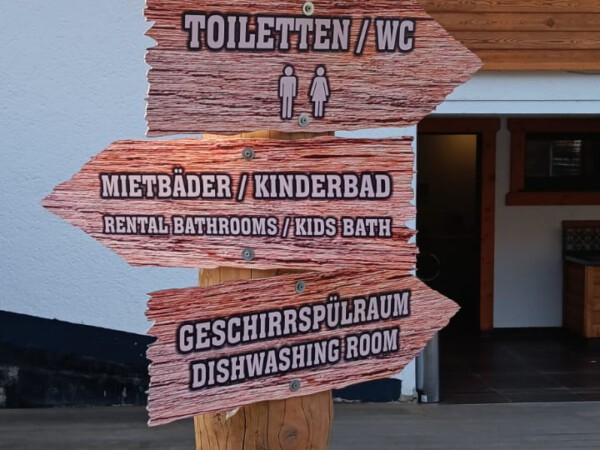 TOILETTEN / WC
MIETBÄDER / KINDERBAD
RENTAL BATHROOMS / KIDS BATH
GESCHIRRSPÜLRAUM
DISHWASHING ROOM